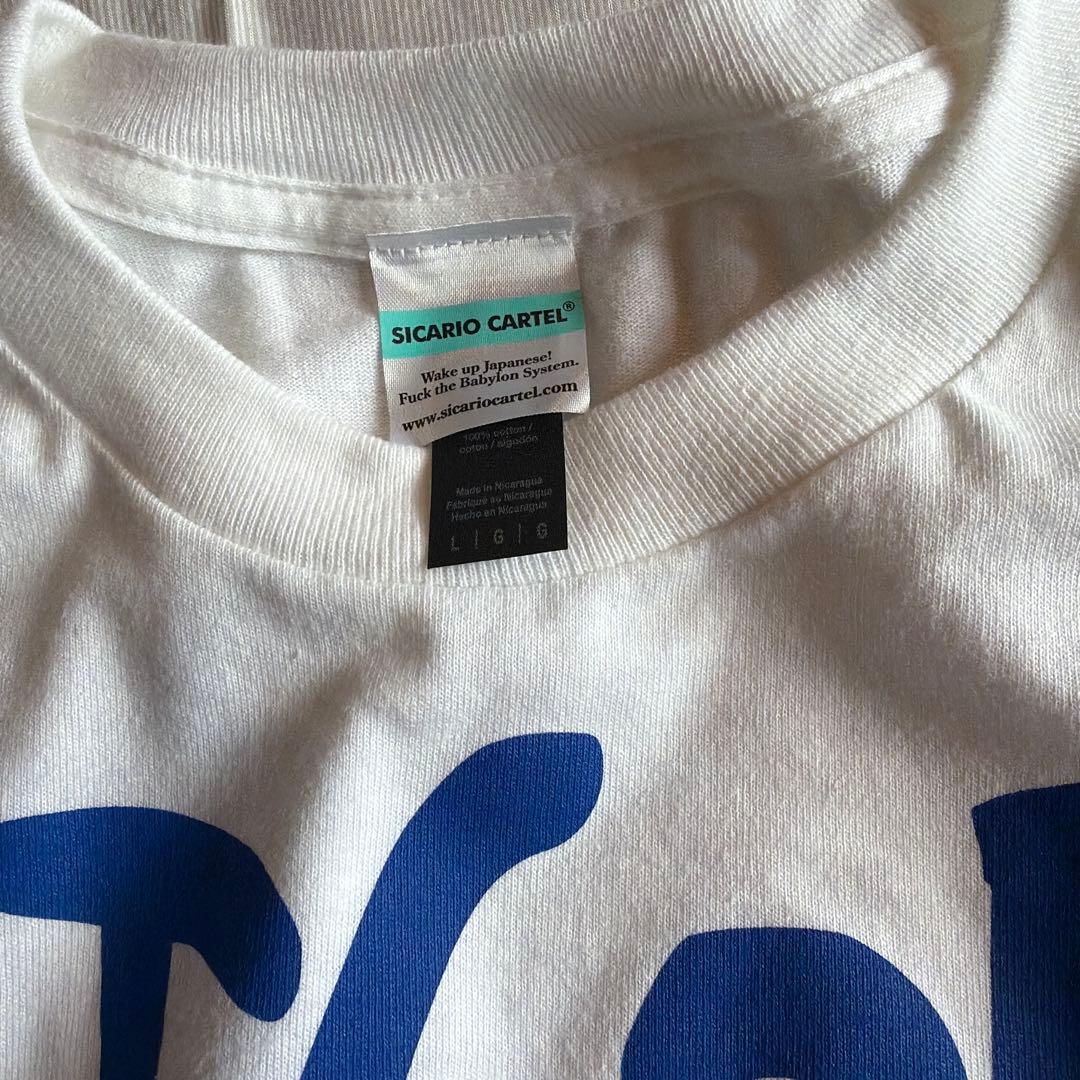 SICARIO CARTEL®
Wake up Japanese!
Fuck the Babylon System.
www.sicariocartel.com
100% cotton /
coton / algodón
Made in Nicaragua
Fabriqué au Nicaragua
Hecho en Nicaragua
L | G | G